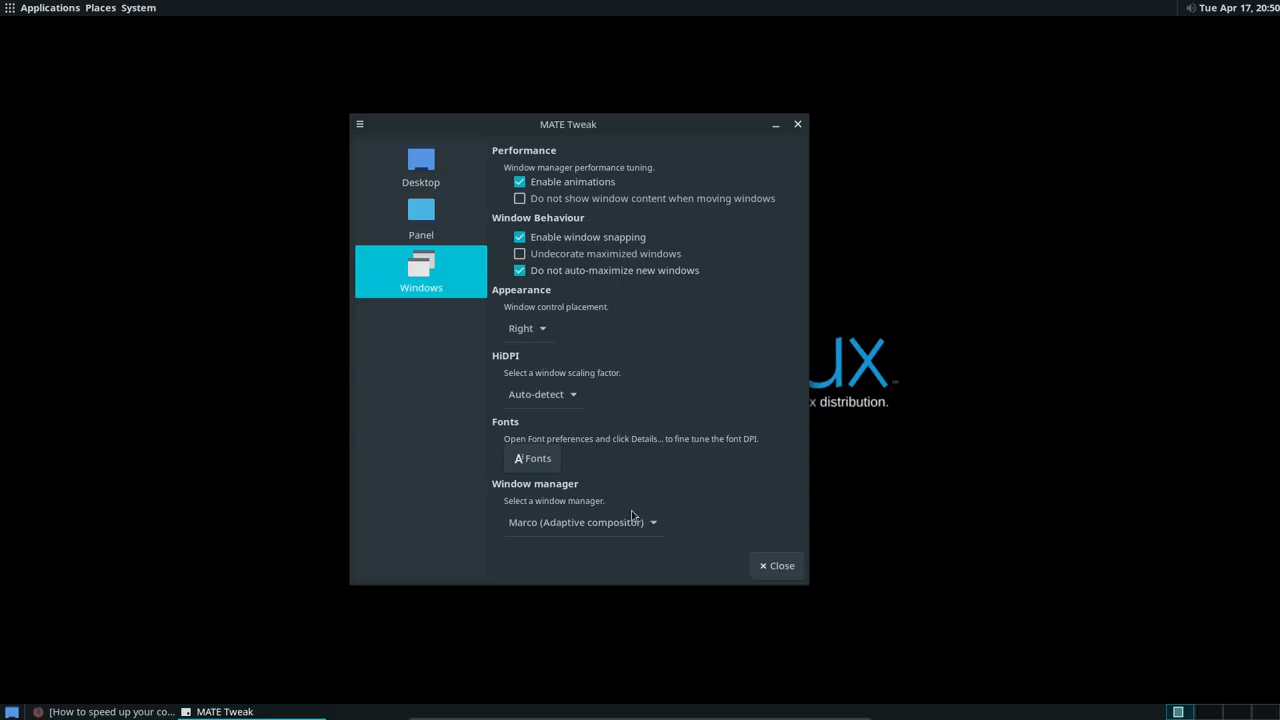 Applications Places System
Tue Apr 17, 20:50
MATE Tweak
Desktop
Panel
Windows
Performance
Window manager performance tuning.
Enable animations
Do not show window content when moving windows
Window Behaviour
Enable window snapping
Undecorate maximized windows
Do not auto-maximize new windows
Appearance
Window control placement.
Right
HiDPI
Select a window scaling factor.
Auto-detect
Fonts
Open Font preferences and click Details... to fine tune the font DPI.
Fonts
Window manager
Select a window manager.
Marco (Adaptive compositor)
Close
ux
x distribution.
[How to speed up your co...
MATE Tweak